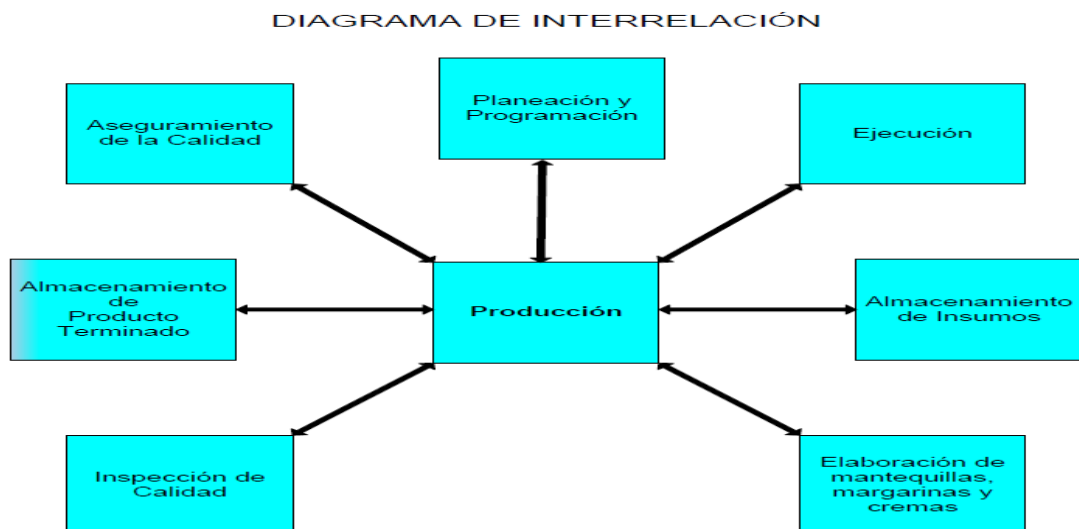 DIAGRAMA DE INTERRELACIÓN
Aseguramiento
de la Calidad
Planeación y
Programación
Ejecución
Almacenamiento
de
Producto
Terminado
Producción
Almacenamiento
de Insumos
Inspección de
Calidad
Elaboración de
mantequillas,
margarinas y
cremas